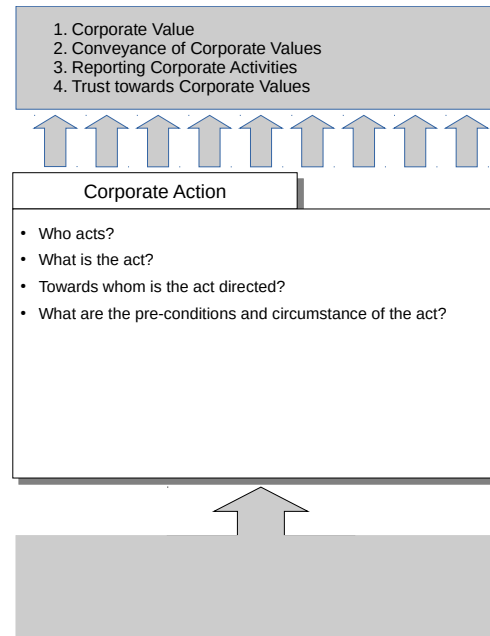 1. Corporate Value
2. Conveyance of Corporate Values
3. Reporting Corporate Activities
4. Trust towards Corporate Values
Corporate Action
• Who acts?
• What is the act?
• Towards whom is the act directed?
• What are the pre-conditions and circumstance of the act?